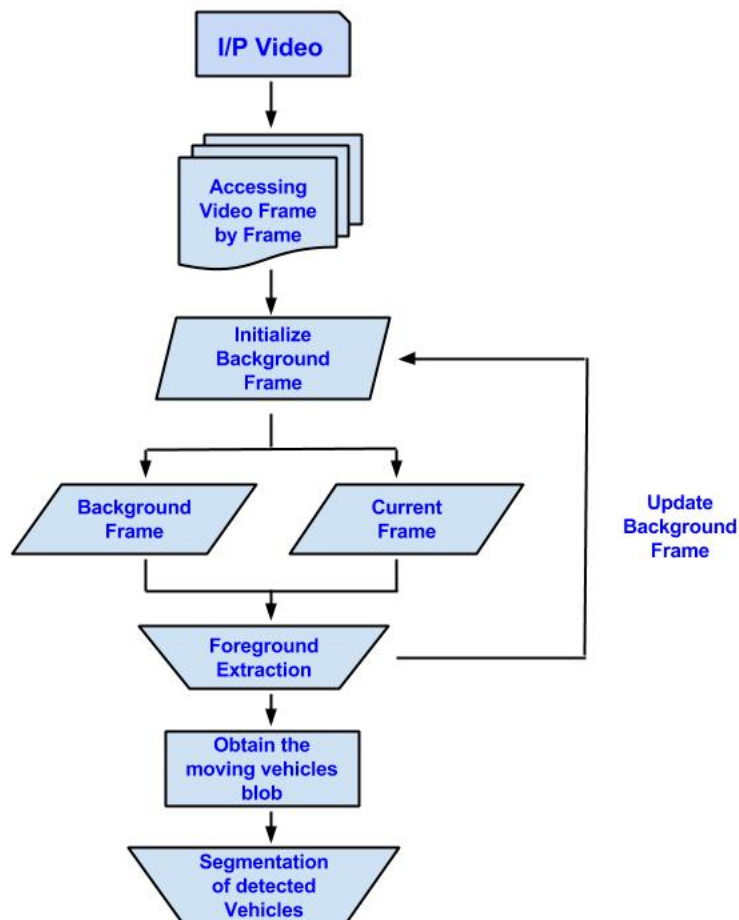 I/P Video
Accessing
Video Frame
by Frame
Initialize
Background
Frame
Background
Frame
Current
Frame
Update
Background
Frame
Foreground
Extraction
Obtain the
moving vehicles
blob
Segmentation
of detected
Vehicles